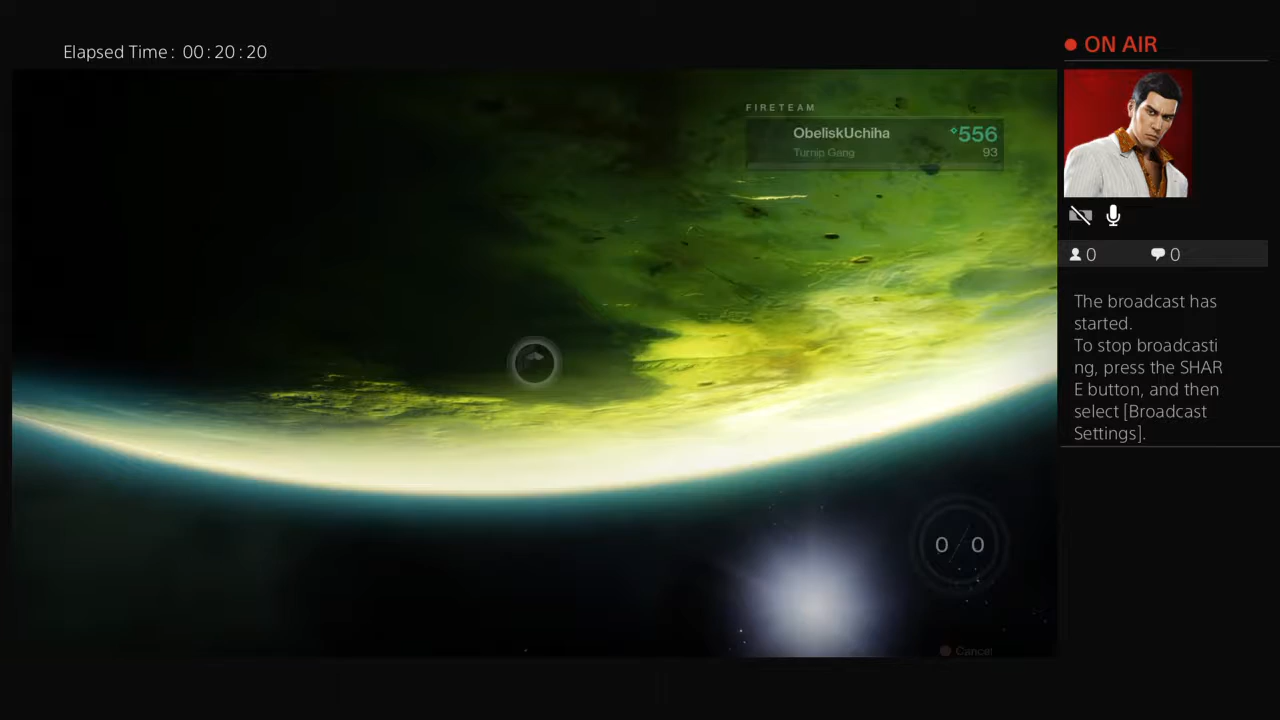 Elapsed Time: 00:20:20
ON AIR
FIRETEAM
ObeliskUchiha
556
Turnip Gang
93
0
0
The broadcast has
started.
To stop broadcasti
ng, press the SHAR
E button, and then
select [Broadcast
Settings].
0 / 0
Cancel